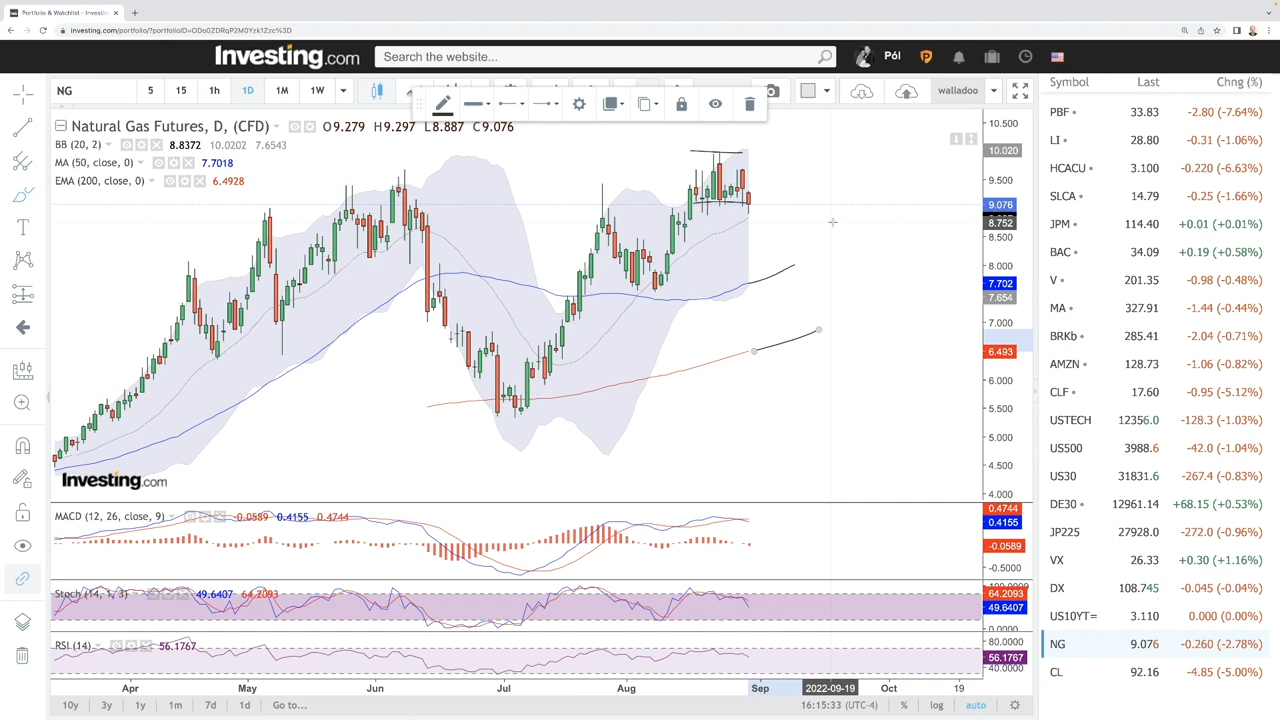 Portfolio & Watchlist - Investing
investing.com/portfolio/?portfolioID=ODo0ZDRqP2M0Yzk1Zzc%3D
Investing.com
Search the website...
Pól
NG
5
15
1h
1D
1M
1W
walladoo
Natural Gas Futures, D, (CFD)
O9.279 H9.297 L8.887 C9.076
BB (20, 2)
8.8372 10.0202 7.6543
MA (50, close, 0)
7.7018
EMA (200, close, 0)
6.4928
10.500
10.020
9.500
9.076
8.752
8.500
8.000
7.702
7.654
7.000
6.493
6.000
5.500
5.000
4.500
4.000
Investing.com
MACD (12, 26, close, 9)
-0.0589 0.4155 0.4744
0.4744
0.4155
-0.0589
-0.5000
Stoch (14, 1, 3)
49.6407 64.2093
64.2093
49.6407
RSI (14)
56.1767
80.0000
56.1767
40.0000
Apr
May
Jun
Jul
Aug
Sep
2022-09-19
Oct
19
10y
3y
1y
1m
7d
1d
Go to...
16:15:33 (UTC-4)
%
log
auto
Symbol Last Chng (%)
PBF 33.83 -2.80 (-7.64%)
LI 28.80 -0.31 (-1.06%)
HCACU 3.100 -0.220 (-6.63%)
SLCA 14.79 -0.25 (-1.66%)
JPM 114.40 +0.01 (+0.01%)
BAC 34.09 +0.19 (+0.58%)
V 201.35 -0.98 (-0.48%)
MA 327.91 -1.44 (-0.44%)
BRKb 285.41 -2.04 (-0.71%)
AMZN 128.73 -1.06 (-0.82%)
CLF 17.60 -0.95 (-5.12%)
USTECH 12356.0 -128.3 (-1.03%)
US500 3988.6 -42.0 (-1.04%)
US30 31831.6 -267.4 (-0.83%)
DE30 12961.14 +68.15 (+0.53%)
JP225 27928.0 -272.0 (-0.96%)
VX 26.33 +0.30 (+1.16%)
DX 108.745 -0.045 (-0.04%)
US10YT= 3.110 0.000 (0.00%)
NG 9.076 -0.260 (-2.78%)
CL 92.16 -4.85 (-5.00%)